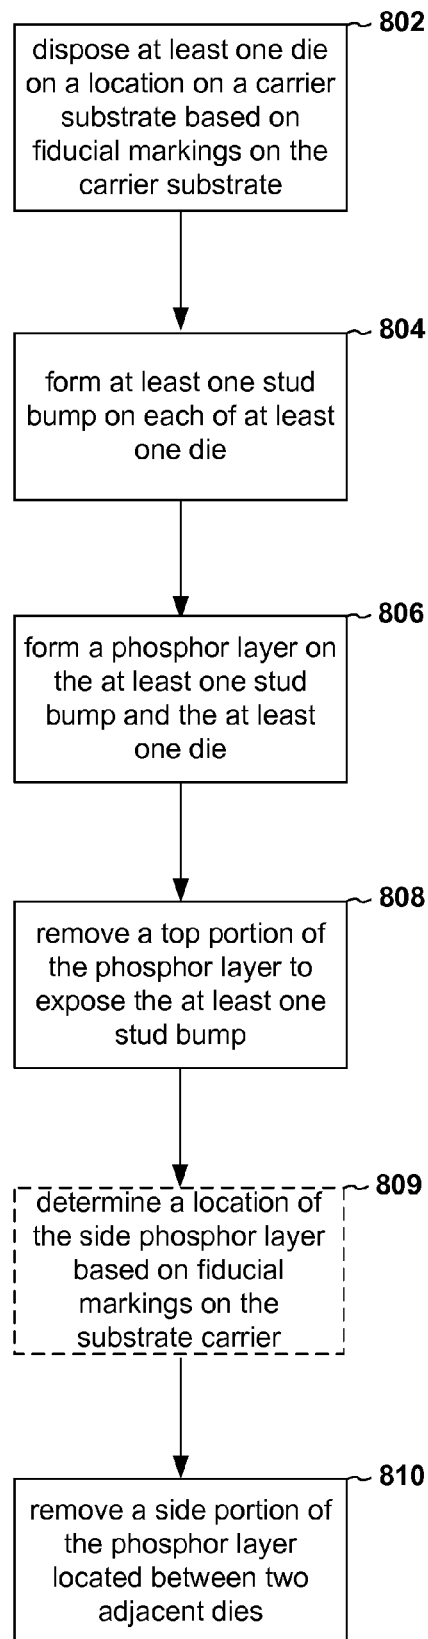 802
dispose at least one die
on a location on a carrier
substrate based on
fiducial markings on the
carrier substrate
804
form at least one stud
bump on each of at least
one die
806
form a phosphor layer on
the at least one stud
bump and the at least
one die
808
remove a top portion of
the phosphor layer to
expose the at least one
stud bump
809
determine a location of
the side phosphor layer
based on fiducial
markings on the
substrate carrier
810
remove a side portion of
the phosphor layer
located between two
adjacent dies